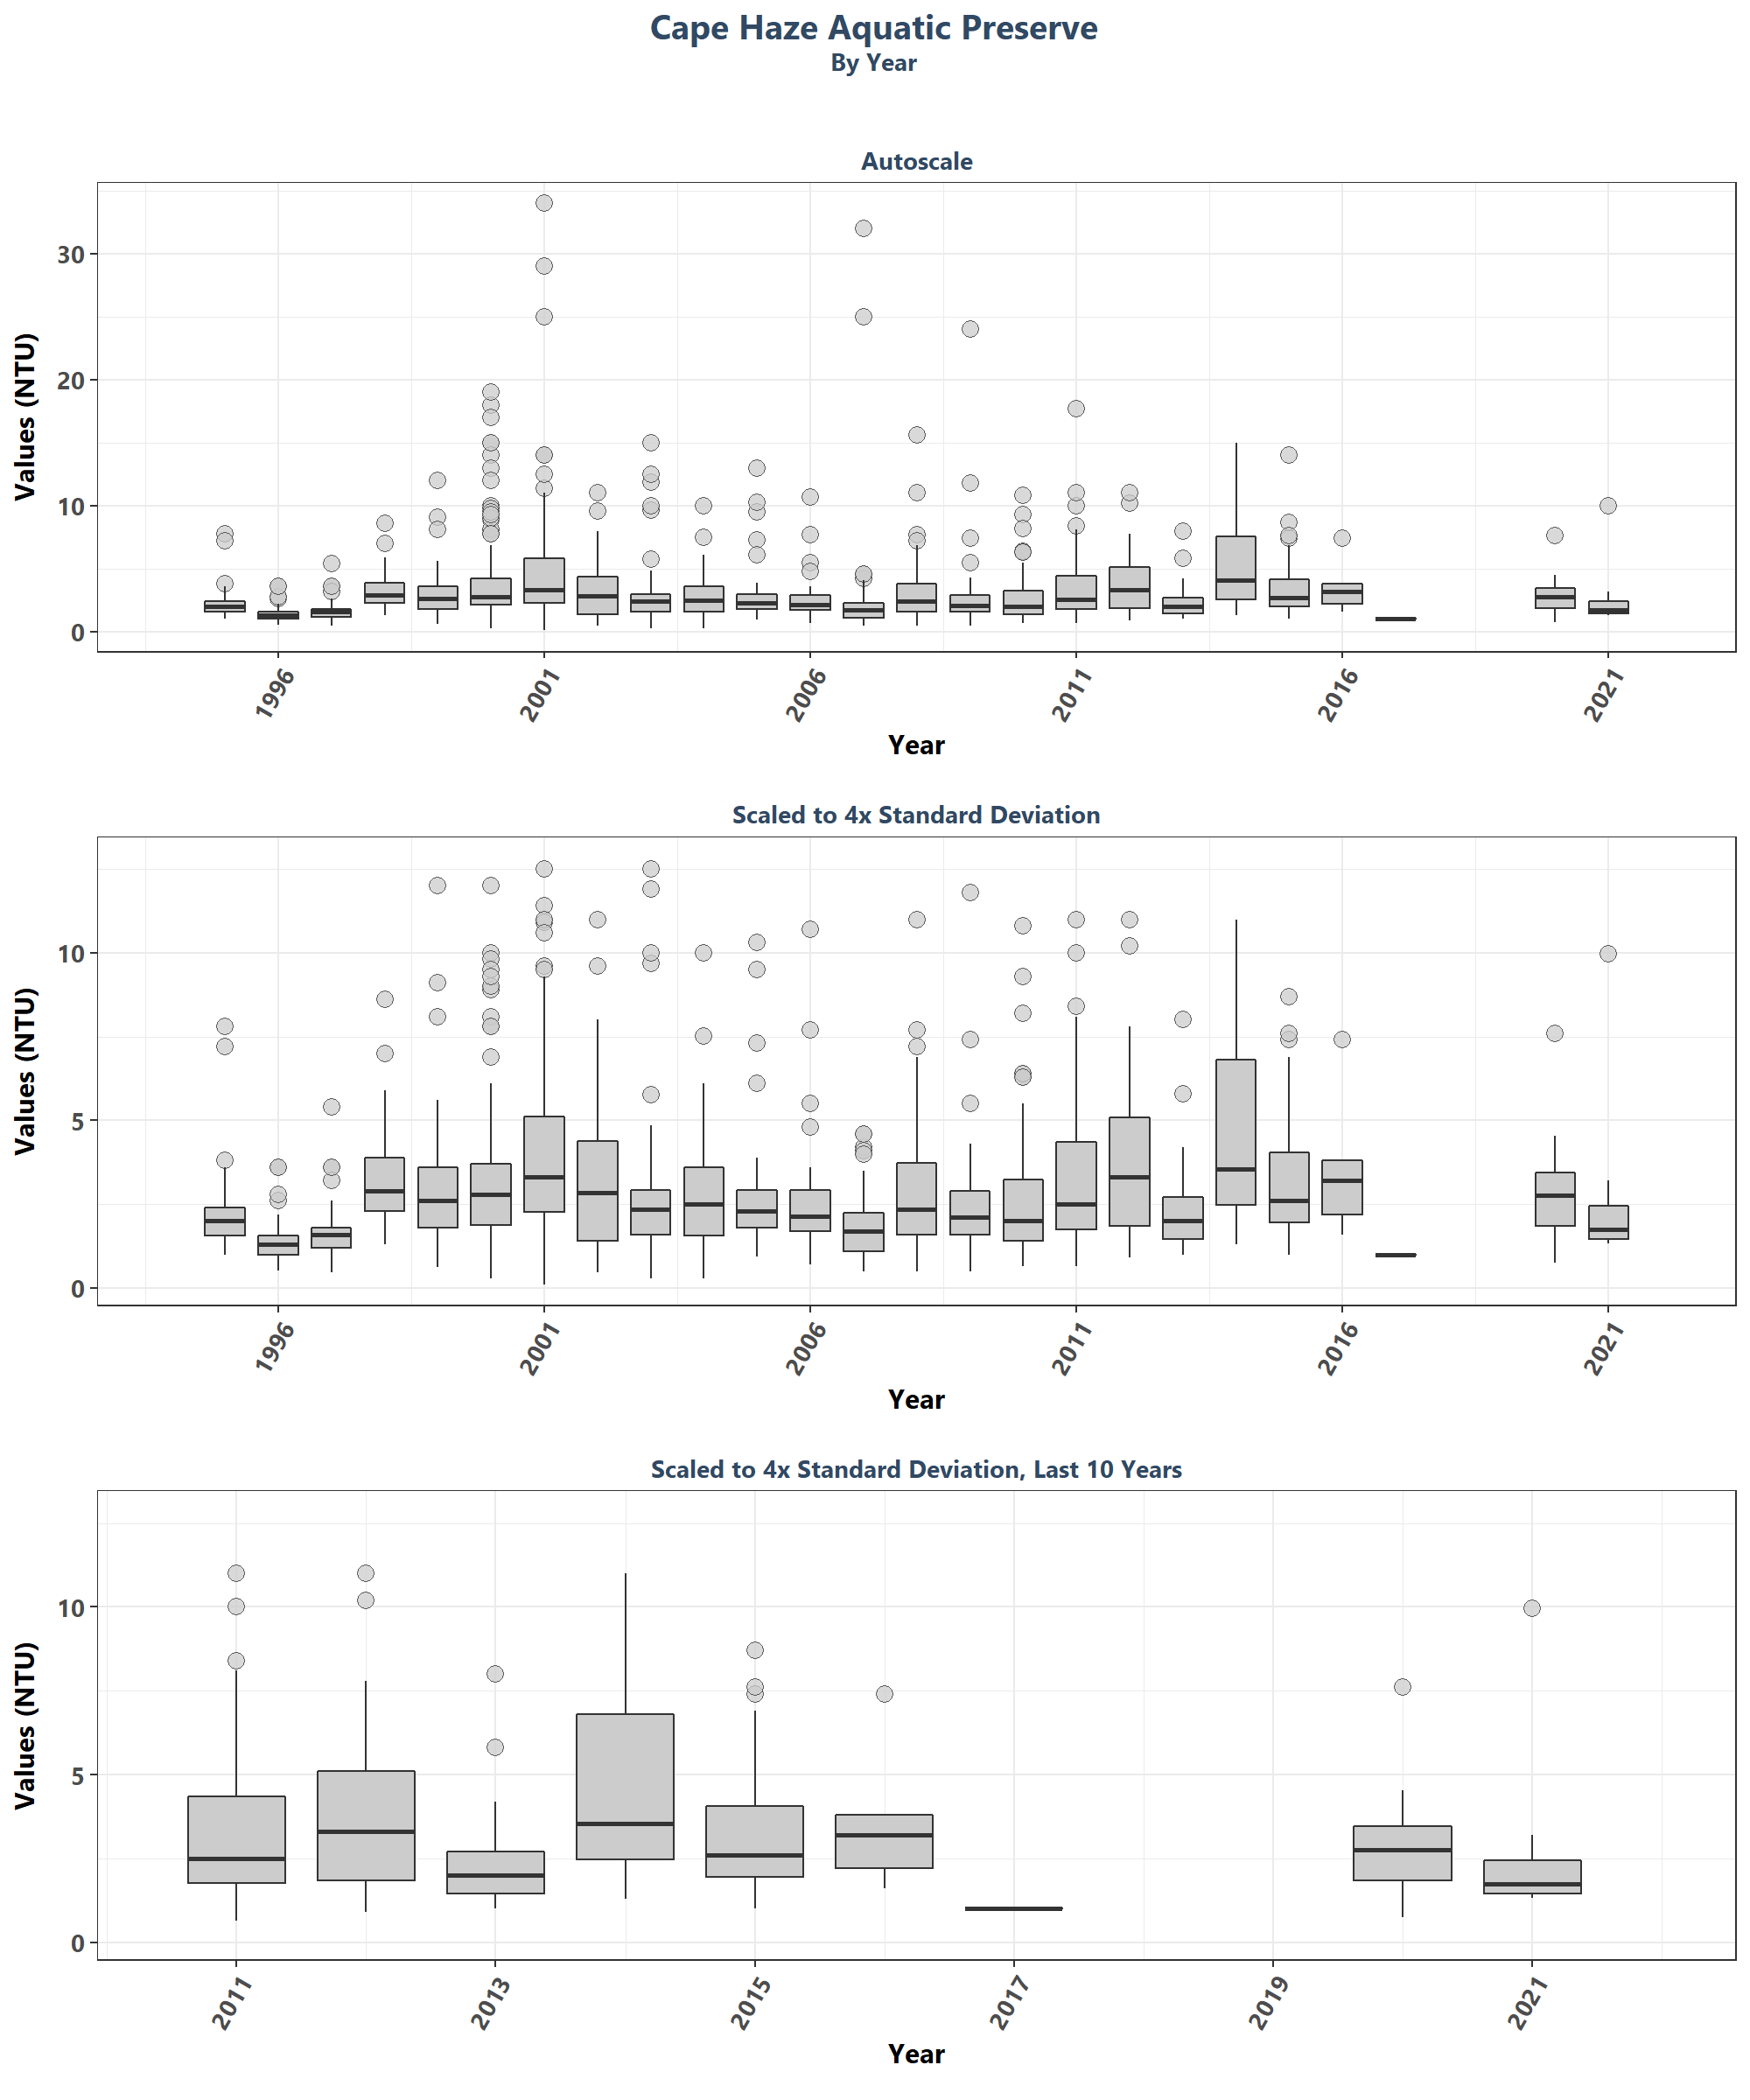 Cape Haze Aquatic Preserve
By Year
Autoscale
Values (NTU)
30
20
10
0
1996
2001
2006
2011
2016
2021
Year
Scaled to 4x Standard Deviation
Values (NTU)
10
5
0
1996
2001
2006
2011
2016
2021
Year
Scaled to 4x Standard Deviation, Last 10 Years
Values (NTU)
10
5
0
2011
2013
2015
2017
2019
2021
Year